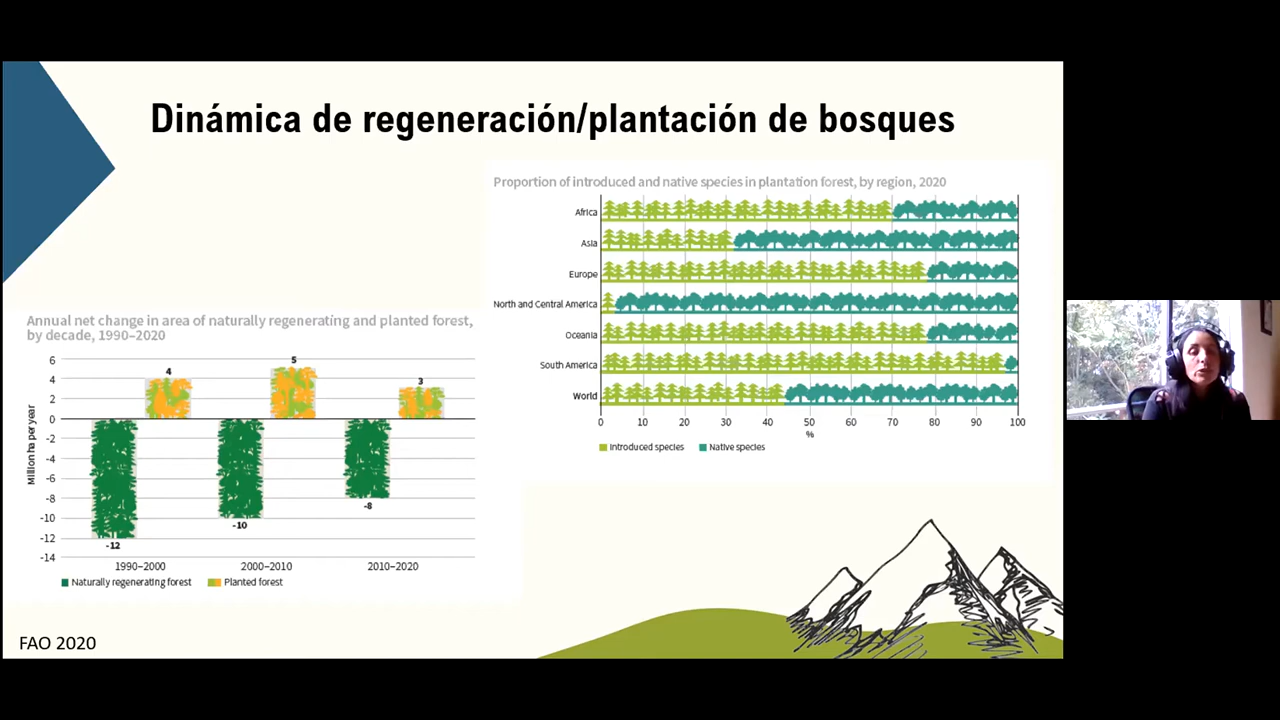 Dinámica de regeneración/plantación de bosques
Proportion of introduced and native species in plantation forest, by region, 2020
Africa
Asia
Europe
North and Central America
Oceania
South America
World
0 10 20 30 40 50 60 70 80 90 100
%
Introduced species Native species
Annual net change in area of naturally regenerating and planted forest,
by decade, 1990–2020
Million ha per year
6
4
2
0
-2
-4
-6
-8
-10
-12
-14
4
5
3
-12
-10
-8
1990–2000 2000–2010 2010–2020
Naturally regenerating forest Planted forest
FAO 2020